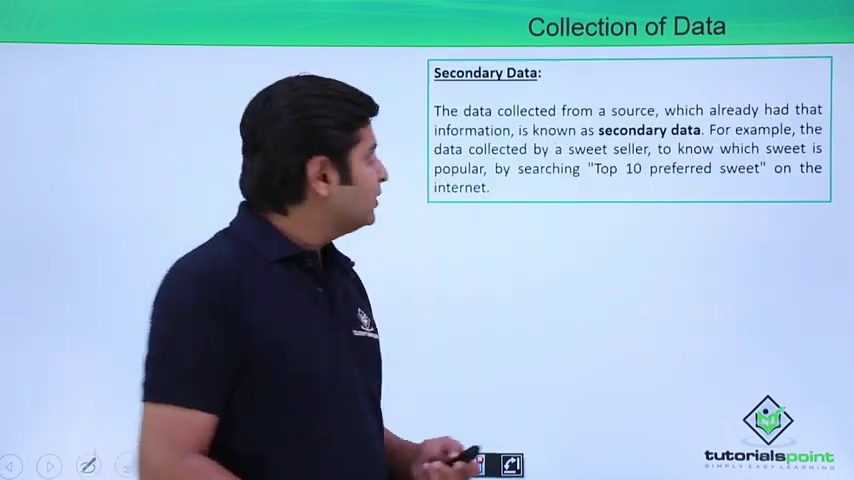 Collection of Data
Secondary Data:
The data collected from a source, which already had that
information, is known as secondary data. For example, the
data collected by a sweet seller, to know which sweet is
popular, by searching "Top 10 preferred sweet" on the
internet.
tutorialspoint
SIMPLY EASY LEARNING